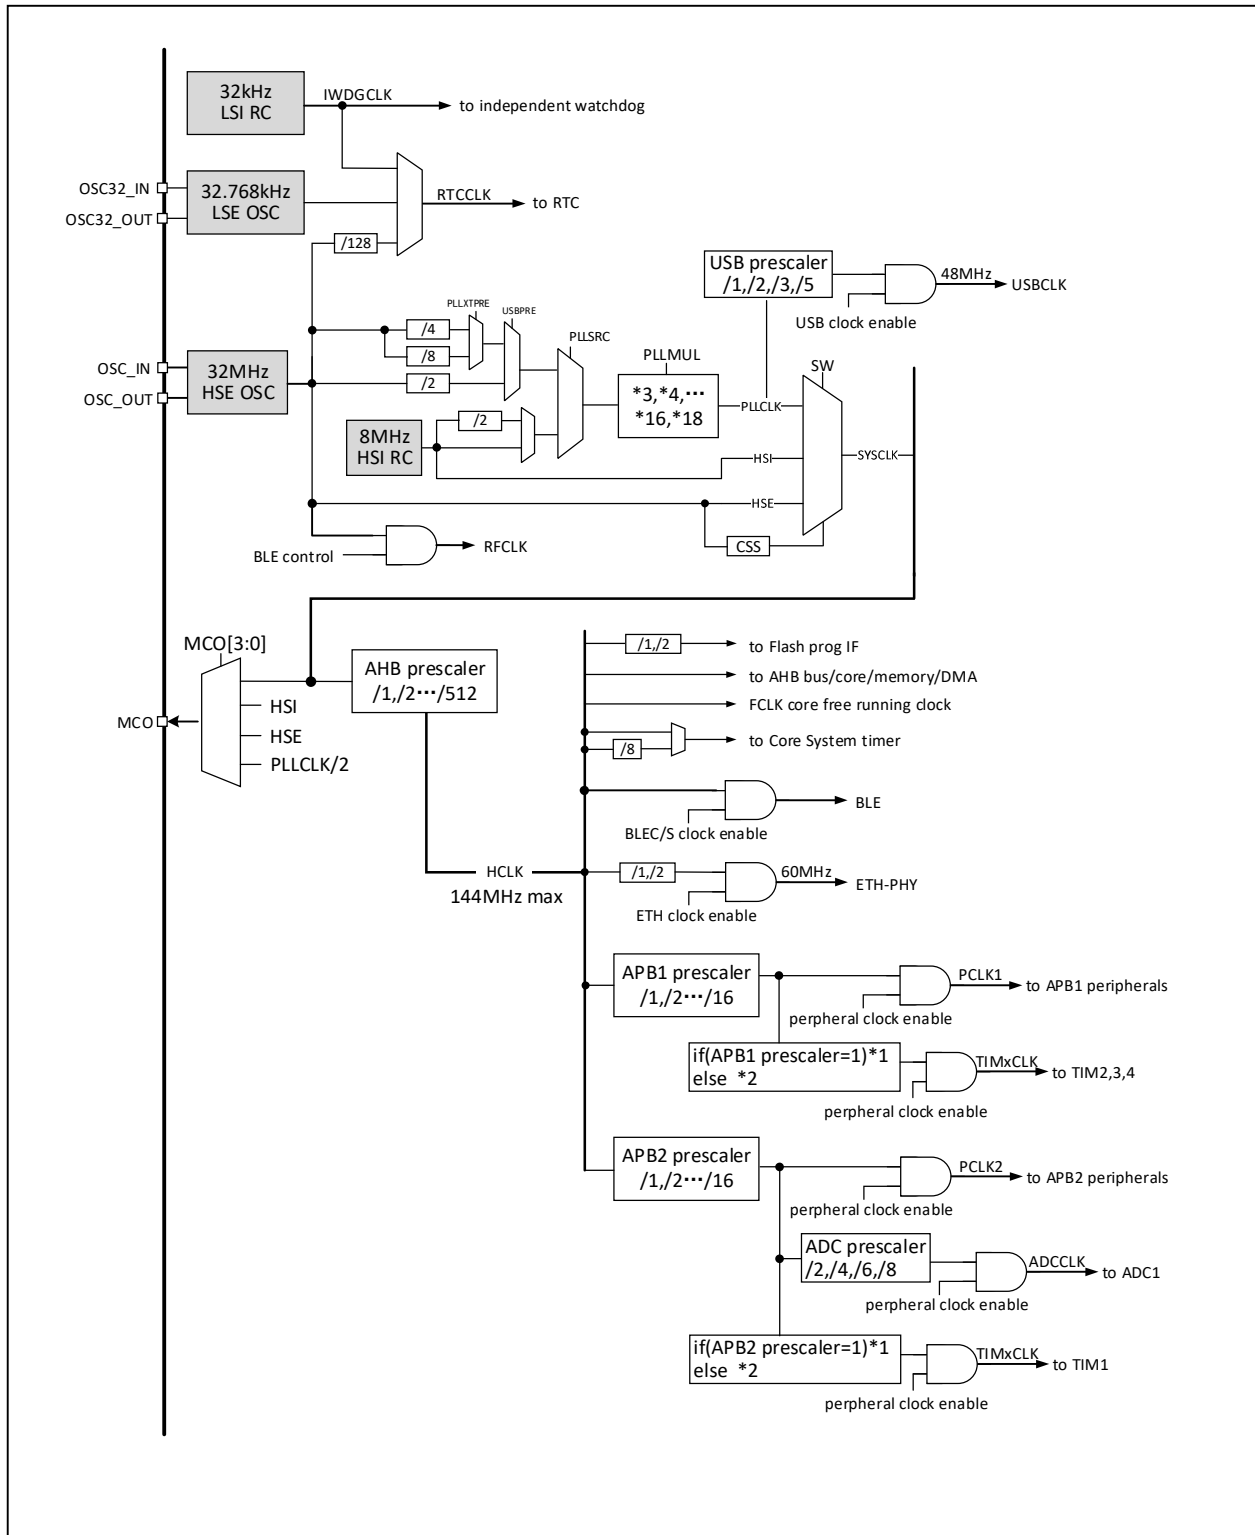 32kHz
LSI RC
IWDGCLK
to independent watchdog
OSC32_IN
OSC32_OUT
32.768kHz
LSE OSC
RTCCLK
to RTC
/128
USB prescaler
/1,/2,/3,/5
48MHz
USBCLK
USB clock enable
PLLXTPRE
USBPRE
/4
/8
/2
PLLSRC
PLLMUL
*3,*4,···
*16,*18
PLLCLK
SW
OSC_IN
OSC_OUT
32MHz
HSE OSC
8MHz
HSI RC
/2
HSI
SYSCLK
HSE
CSS
BLE control
RFCLK
MCO[3:0]
MCO
HSI
HSE
PLLCLK/2
AHB prescaler
/1,/2···/512
HCLK
144MHz max
/1,/2
to Flash prog IF
to AHB bus/core/memory/DMA
FCLK core free running clock
/8
to Core System timer
BLE
BLEC/S clock enable
/1,/2
60MHz
ETH-PHY
ETH clock enable
APB1 prescaler
/1,/2···/16
PCLK1
to APB1 peripherals
perpheral clock enable
if(APB1 prescaler=1)*1
else *2
TIMxCLK
to TIM2,3,4
perpheral clock enable
APB2 prescaler
/1,/2···/16
PCLK2
to APB2 peripherals
perpheral clock enable
ADC prescaler
/2,/4,/6,/8
ADCCLK
to ADC1
perpheral clock enable
if(APB2 prescaler=1)*1
else *2
TIMxCLK
to TIM1
perpheral clock enable